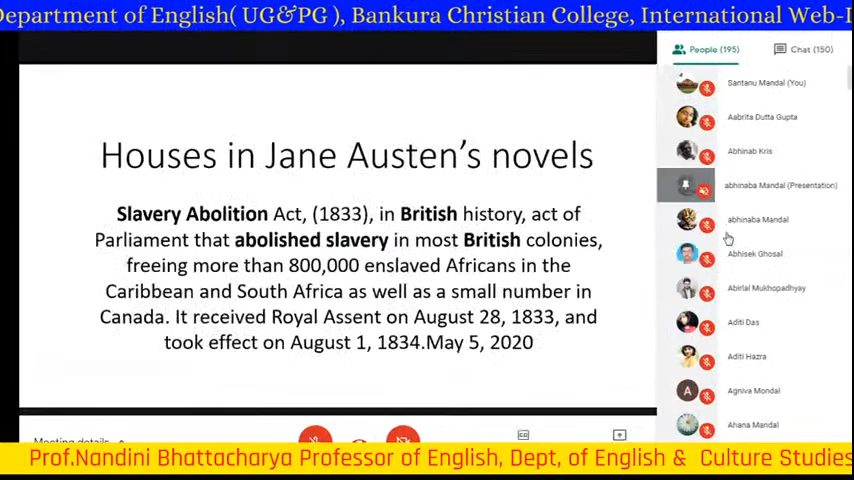 Department of English( UG&PG ), Bankura Christian College, International Web-
People (195)
Chat (150)
Houses in Jane Austen's novels
Slavery Abolition Act, (1833), in British history, act of
Parliament that abolished slavery in most British colonies,
freeing more than 800,000 enslaved Africans in the
Caribbean and South Africa as well as a small number in
Canada. It received Royal Assent on August 28, 1833, and
took effect on August 1, 1834.May 5, 2020
Santanu Mandal (You)
Aabrita Dutta Gupta
Abhinab Kris
abhinaba Mandal (Presentation)
abhinaba Mandal
Abhisek Ghosal
Abirlal Mukhopadhyay
Aditi Das
Aditi Hazra
A
Agniva Mondal
Ahana Mandal
Meeting details
Prof.Nandini Bhattacharya Professor of English, Dept, of English & Culture Studies